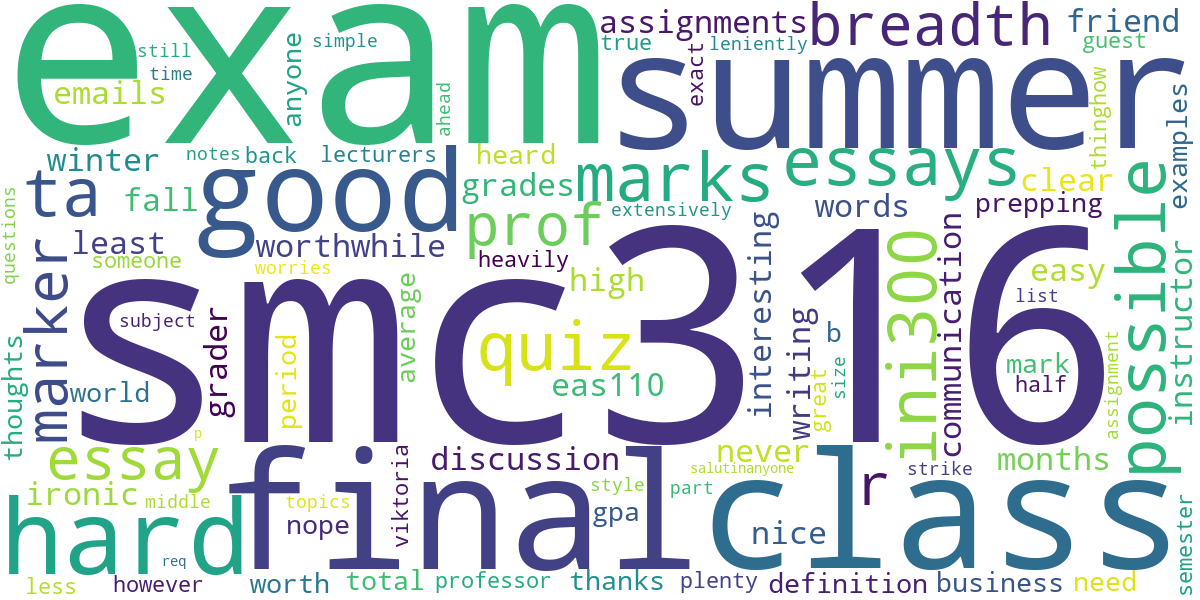 exam
summer
assignments
breadth
friend
still
simple
anyone
true
exact
leniently
guest
time
emails
ahead
thinghow
examples
winter
notes
back
lecturers
heard
marks
essays
clear
possible
ta
fall
good
grades
prof
extensively
interesting
words
prepping
communication
questions
least
worthwhile
heavily
ini300
easy
instructor
someone
worries
high
marker
smc316
subject
grader
period
average
quiz
eas110
writing
b
size
great
list
mark
half
assignment
thoughts
world
p
essay
final
viktoria
discussion
never
class
r
strike
months
salutinanyone
ironic
middle
topics
style
part
hard
nope
gpa
nice
req
semester
less
however
worth
total
professor
thanks
plenty
definition
business
need